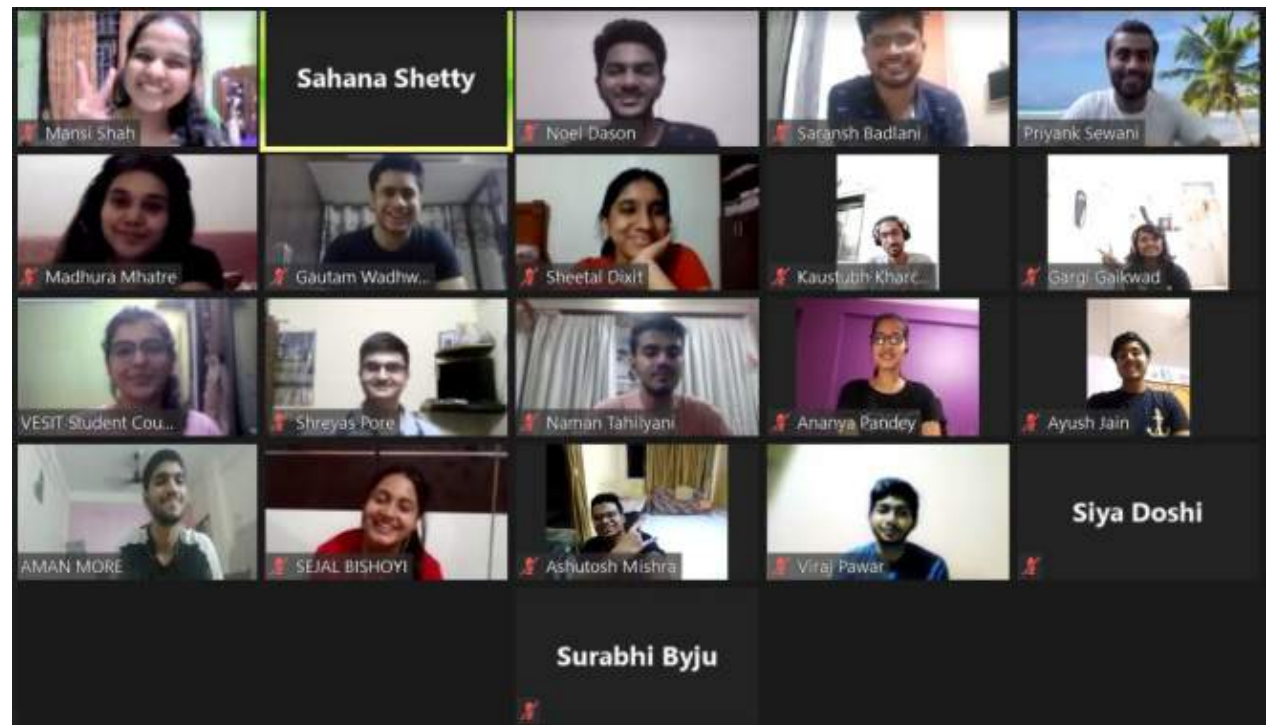 Mansi Shah
Sahana Shetty
Noel Dason
Saransh Badlani
Priyank Sewani
Madhura Mhatre
Gautam Wadhw...
Sheetal Dixit
Kaustubh Kharc...
Gargi Gaikwad
VESIT Student Cou...
Shreyas Pore
Naman Tahilyani
Ananya Pandey
Ayush Jain
AMAN MORE
SEJAL BISHOYI
Ashutosh Mishra
Viraj Pawar
Siya Doshi
Surabhi Byju